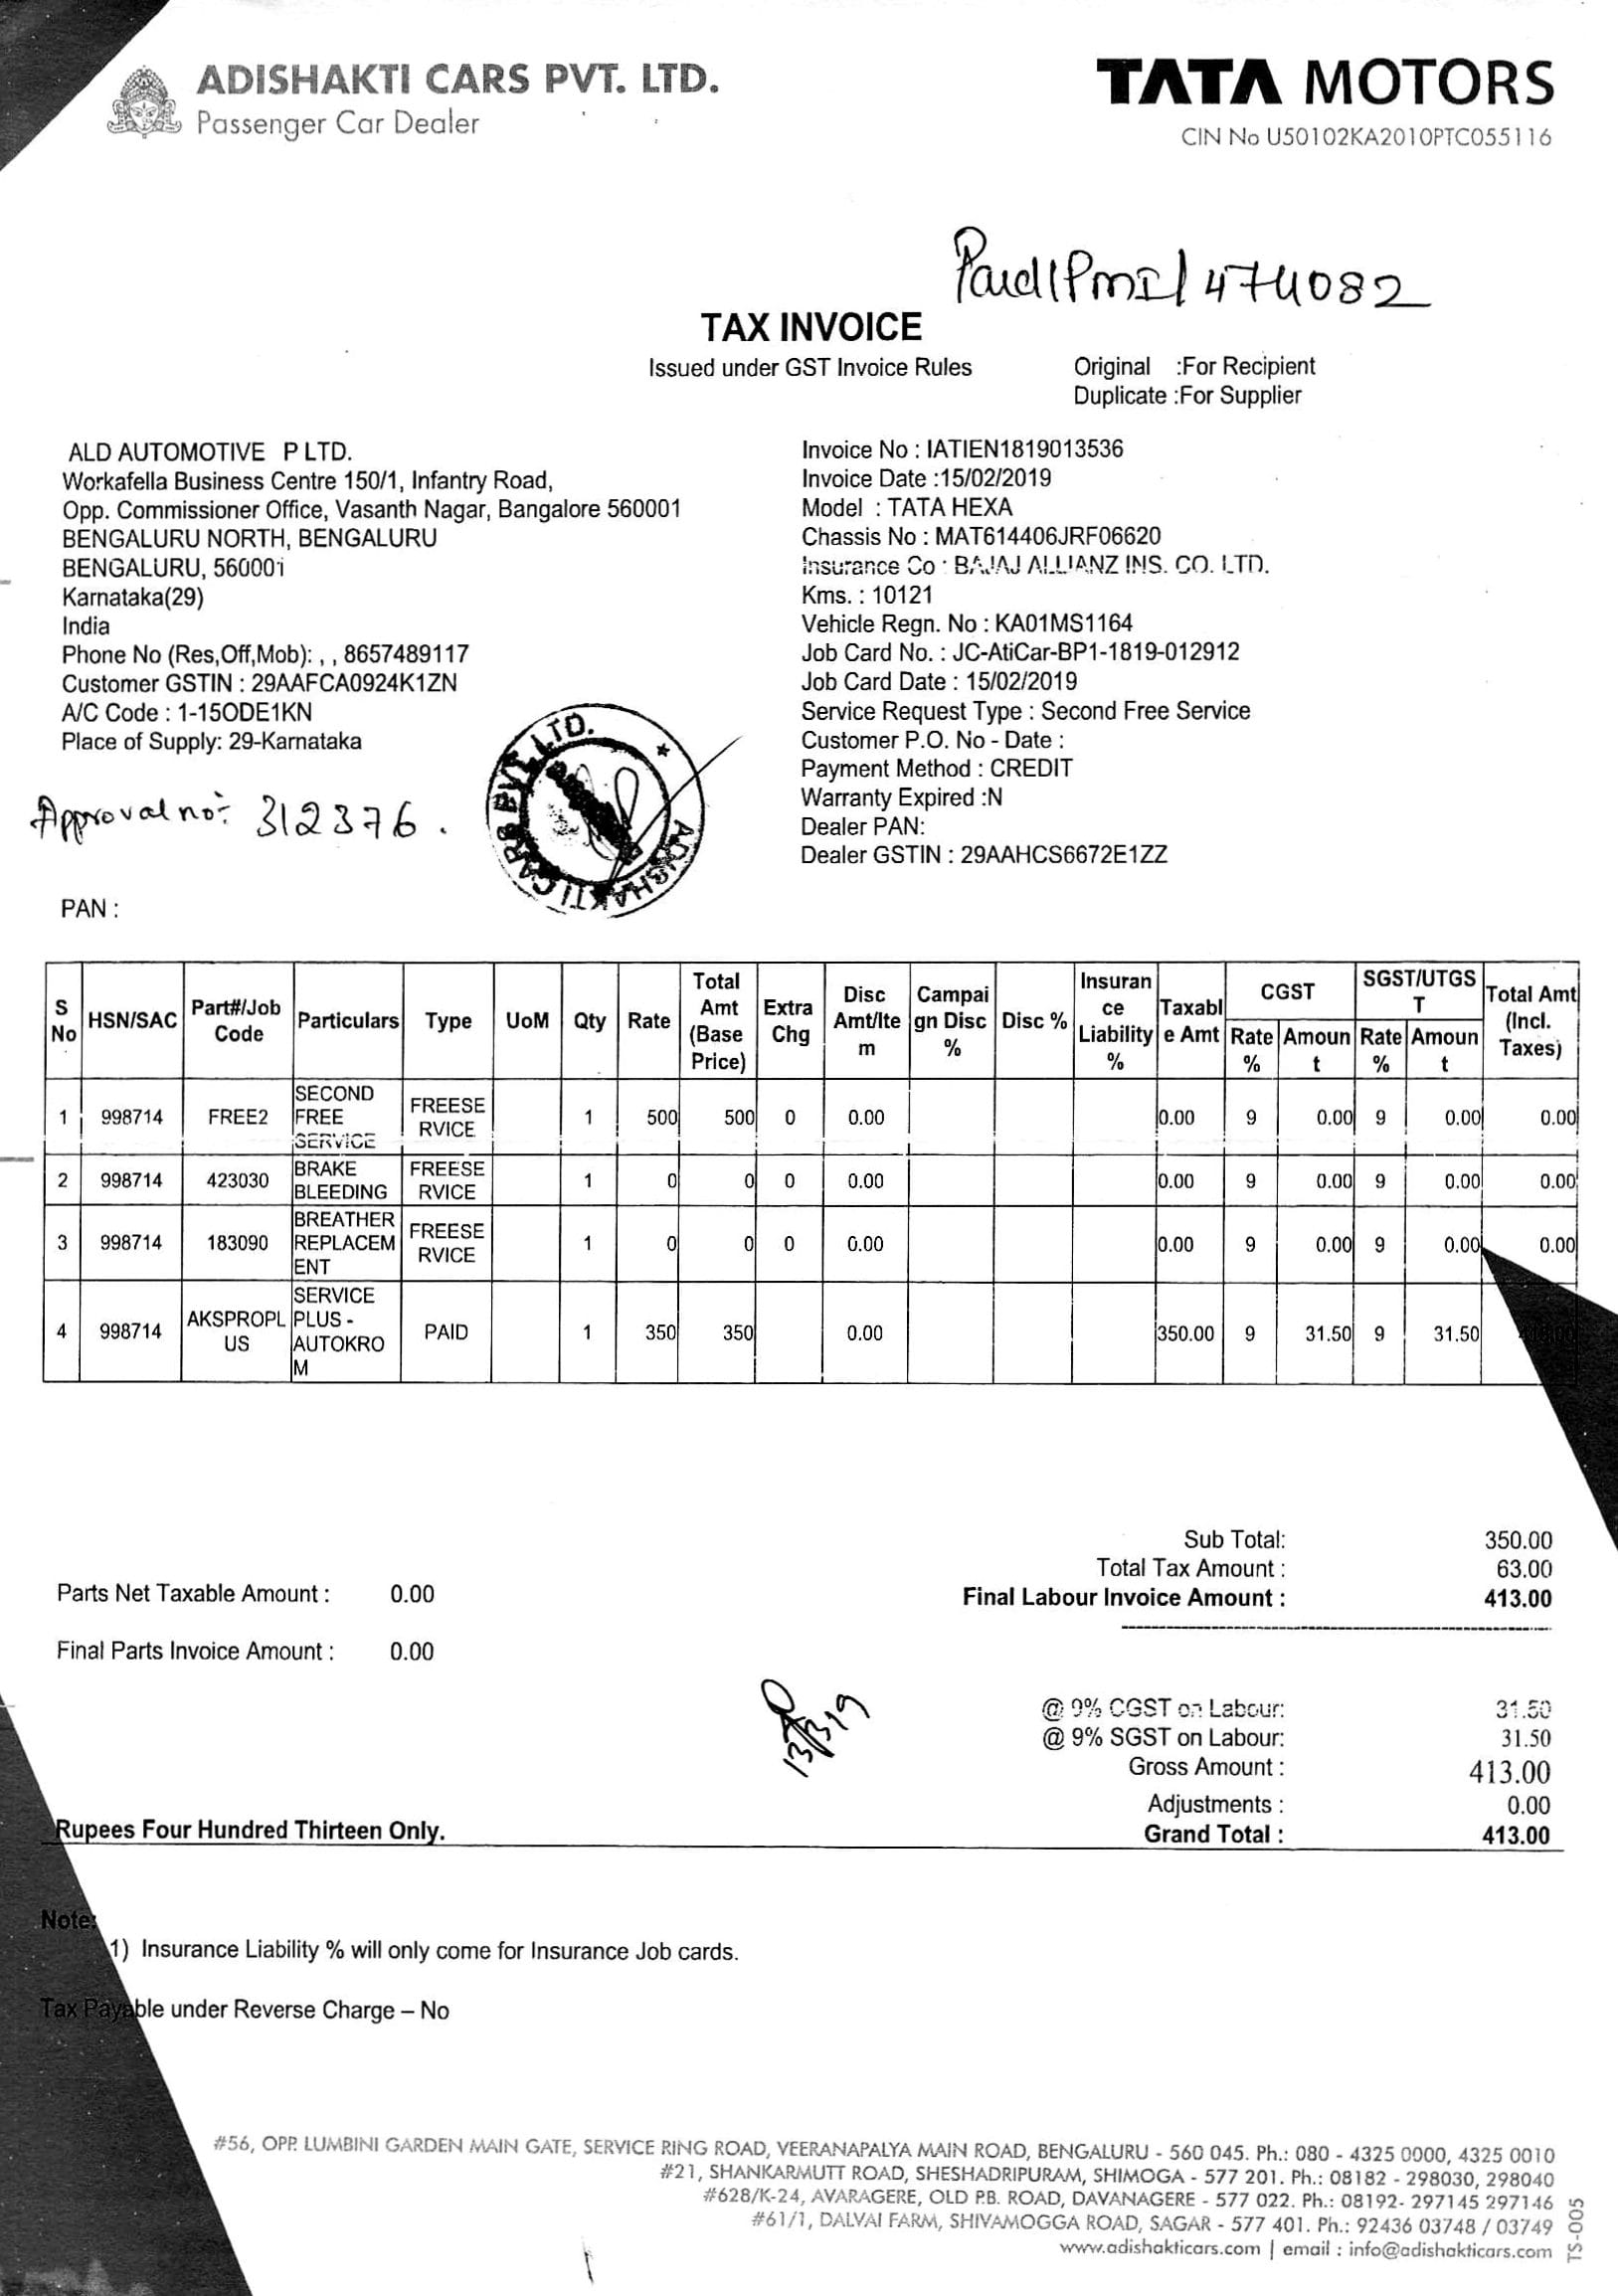 ADISHAKTI CARS PVT. LTD.
Passenger Car Dealer
TATA MOTORS
CIN No U50102KA2010PTC055116
Paid/PMI/474082
TAX INVOICE
Issued under GST Invoice Rules
Original :For Recipient
Duplicate :For Supplier
ALD AUTOMOTIVE P LTD.
Workafella Business Centre 150/1, Infantry Road,
Opp. Commissioner Office, Vasanth Nagar, Bangalore 560001
BENGALURU NORTH, BENGALURU
BENGALURU, 560001
Karnataka(29)
India
Phone No (Res,Off,Mob): , , 8657489117
Customer GSTIN : 29AAFCA0924K1ZN
A/C Code : 1-15ODE1KN
Place of Supply: 29-Karnataka
Approval no:- 312376.
PAN :
ADISHAKTI CARS PVT. LTD.
Invoice No : IATIEN1819013536
Invoice Date :15/02/2019
Model : TATA HEXA
Chassis No : MAT614406JRF06620
Insurance Co : BAJAJ ALLIANZ INS. CO. LTD.
Kms. : 10121
Vehicle Regn. No : KA01MS1164
Job Card No. : JC-AtiCar-BP1-1819-012912
Job Card Date : 15/02/2019
Service Request Type : Second Free Service
Customer P.O. No - Date :
Payment Method : CREDIT
Warranty Expired :N
Dealer PAN:
Dealer GSTIN : 29AAHCS6672E1ZZ
S No HSN/SAC Part#/Job Code Particulars Type UoM Qty Rate Total Amt (Base Price) Extra Chg Disc Amt/Item Campaign Disc % Disc % Insurance Liability % Taxable Amt CGST Rate % Amount SGST/UTGST Rate % Amount Total Amt (Incl. Taxes)
1 998714 FREE2 SECOND FREE SERVICE FREESERVICE 1 500 500 0 0.00 0.00 9 0.00 9 0.00 0.00
2 998714 423030 BRAKE BLEEDING FREESERVICE 1 0 0 0 0.00 0.00 9 0.00 9 0.00 0.00
3 998714 183090 BREATHER REPLACEMENT FREESERVICE 1 0 0 0 0.00 0.00 9 0.00 9 0.00 0.00
4 998714 AKSPROPLUS SERVICE PLUS - AUTOKROM PAID 1 350 350 0.00 350.00 9 31.50 9 31.50
Sub Total: 350.00
Total Tax Amount : 63.00
Final Labour Invoice Amount : 413.00
Parts Net Taxable Amount : 0.00
Final Parts Invoice Amount : 0.00
13/3/19
@ 9% CGST on Labour: 31.50
@ 9% SGST on Labour: 31.50
Gross Amount : 413.00
Adjustments : 0.00
Grand Total : 413.00
Rupees Four Hundred Thirteen Only.
Note:
1) Insurance Liability % will only come for Insurance Job cards.
Tax Payable under Reverse Charge – No
#56, OPP. LUMBINI GARDEN MAIN GATE, SERVICE RING ROAD, VEERANAPALYA MAIN ROAD, BENGALURU - 560 045. Ph.: 080 - 4325 0000, 4325 0010
#21, SHANKARMUTT ROAD, SHESHADRIPURAM, SHIMOGA - 577 201. Ph.: 08182 - 298030, 298040
#628/K-24, AVARAGERE, OLD P.B. ROAD, DAVANAGERE - 577 022. Ph.: 08192- 297145 297146
#61/1, DALVAI FARM, SHIVAMOGGA ROAD, SAGAR - 577 401. Ph.: 92436 03748 / 03749
www.adishakticars.com | email : info@adishakticars.com
TS-005